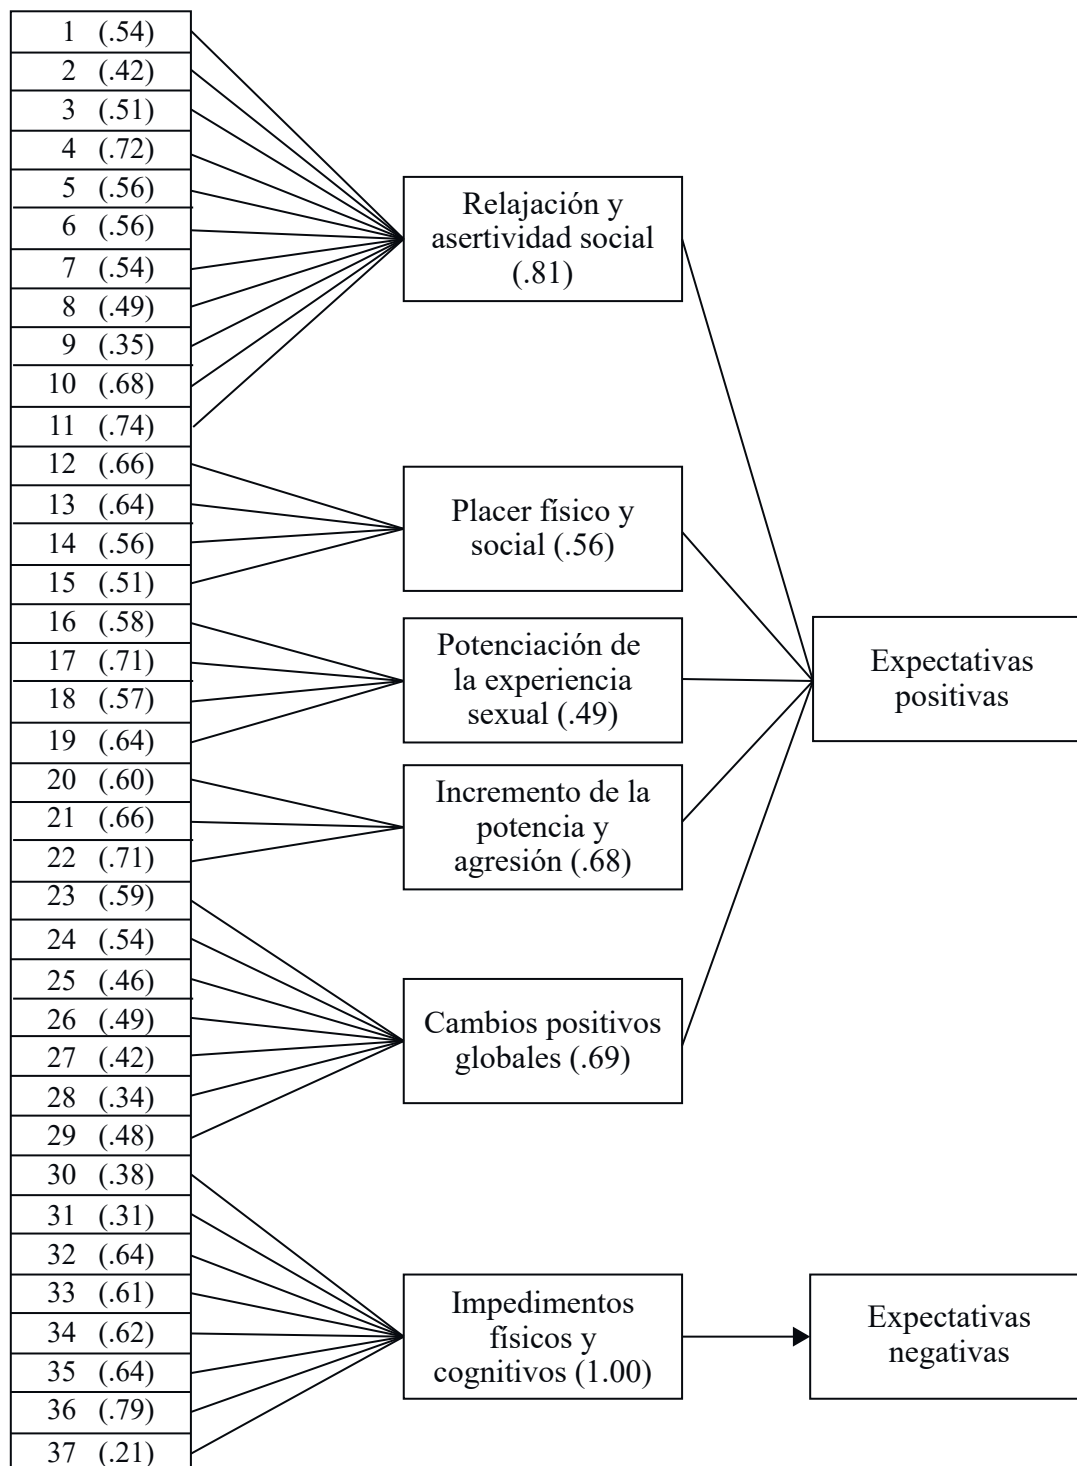 1 (.54)
2 (.42)
3 (.51)
4 (.72)
5 (.56)
6 (.56)
7 (.54)
8 (.49)
9 (.35)
10 (.68)
11 (.74)
12 (.66)
13 (.64)
14 (.56)
15 (.51)
16 (.58)
17 (.71)
18 (.57)
19 (.64)
20 (.60)
21 (.66)
22 (.71)
23 (.59)
24 (.54)
25 (.46)
26 (.49)
27 (.42)
28 (.34)
29 (.48)
30 (.38)
31 (.31)
32 (.64)
33 (.61)
34 (.62)
35 (.64)
36 (.79)
37 (.21)
Relajación y
asertividad social
(.81)
Placer físico y
social (.56)
Potenciación de
la experiencia
sexual (.49)
Incremento de la
potencia y
agresión (.68)
Cambios positivos
globales (.69)
Impedimentos
físicos y
cognitivos (1.00)
Expectativas
positivas
Expectativas
negativas